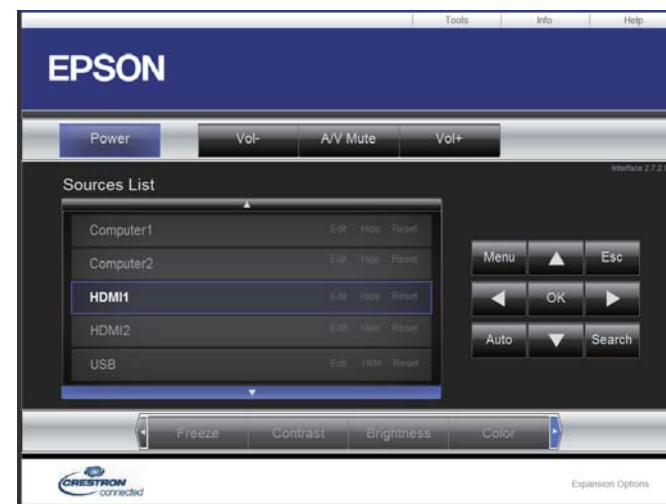 Tools Info Help
EPSON
Power Vol- A/V Mute Vol+
Interface 2.7.2
Sources List
Computer1 Edit Hide Reset
Computer2 Edit Hide Reset
HDMI1 Edit Hide Reset
HDMI2 Edit Hide Reset
USB Edit Hide Reset
Menu Esc
OK
Auto Search
Freeze Contrast Brightness Color
CRESTRON
connected
Expansion Options